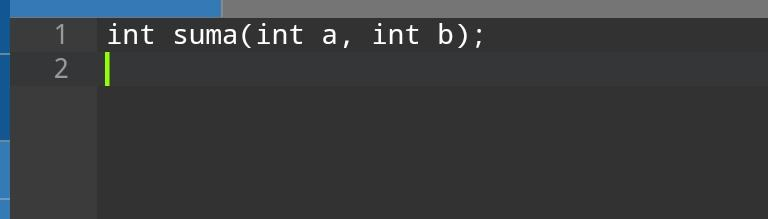 1 int suma(int a, int b);
2